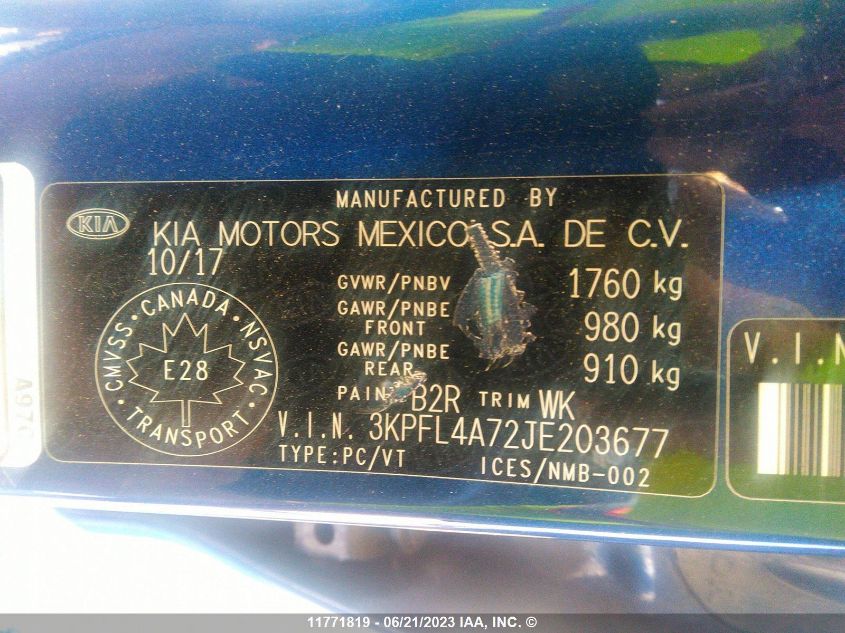 MANUFACTURED BY
KIA
KIA MOTORS MEXICO S.A. DE C.V.
10/17
GVWR/PNBV 1760 kg
GAWR/PNBE FRONT 980 kg
GAWR/PNBE REAR 910 kg
CMVSS · CANADA · NSVAC · TRANSPORT
E28
PAINT B2R TRIM WK
V.I.N. 3KPFL4A72JE203677
TYPE:PC/VT ICES/NMB-002
V.I.N
A97
11771819 - 06/21/2023 IAA, INC. ©